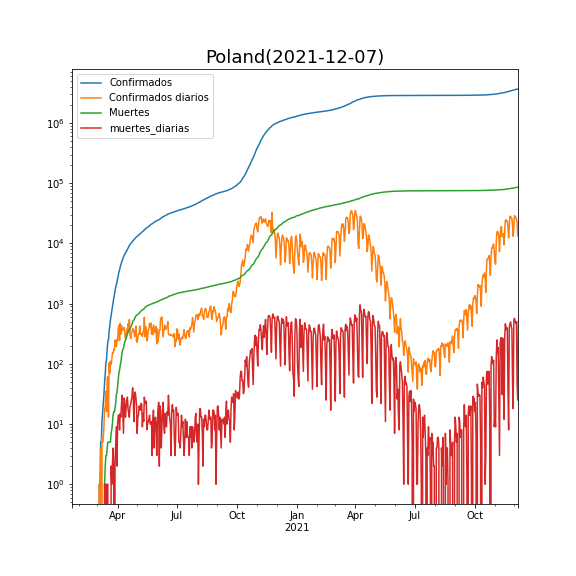 Poland(2021-12-07)
Confirmados
Confirmados diarios
Muertes
muertes_diarias
10^6
10^5
10^4
10^3
10^2
10^1
10^0
Apr Jul Oct Jan Apr Jul Oct
2021